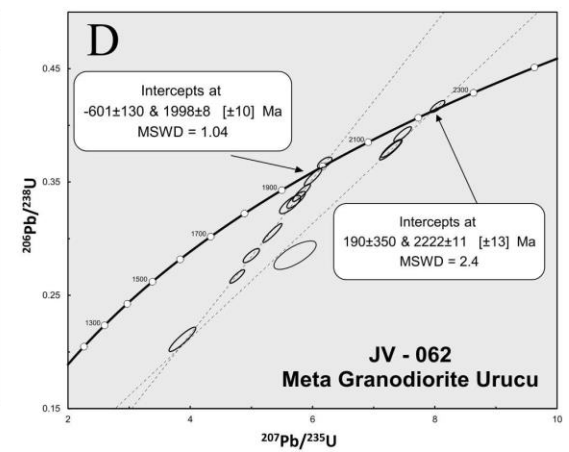 D
0.45
0.35
0.25
0.15
206Pb/238U
Intercepts at
-601±130 & 1998±8 [±10] Ma
MSWD = 1.04
2300
2100
1900
1700
1500
1300
Intercepts at
190±350 & 2222±11 [±13] Ma
MSWD = 2.4
JV - 062
Meta Granodiorite Urucu
2 4 6 8 10
207Pb/235U